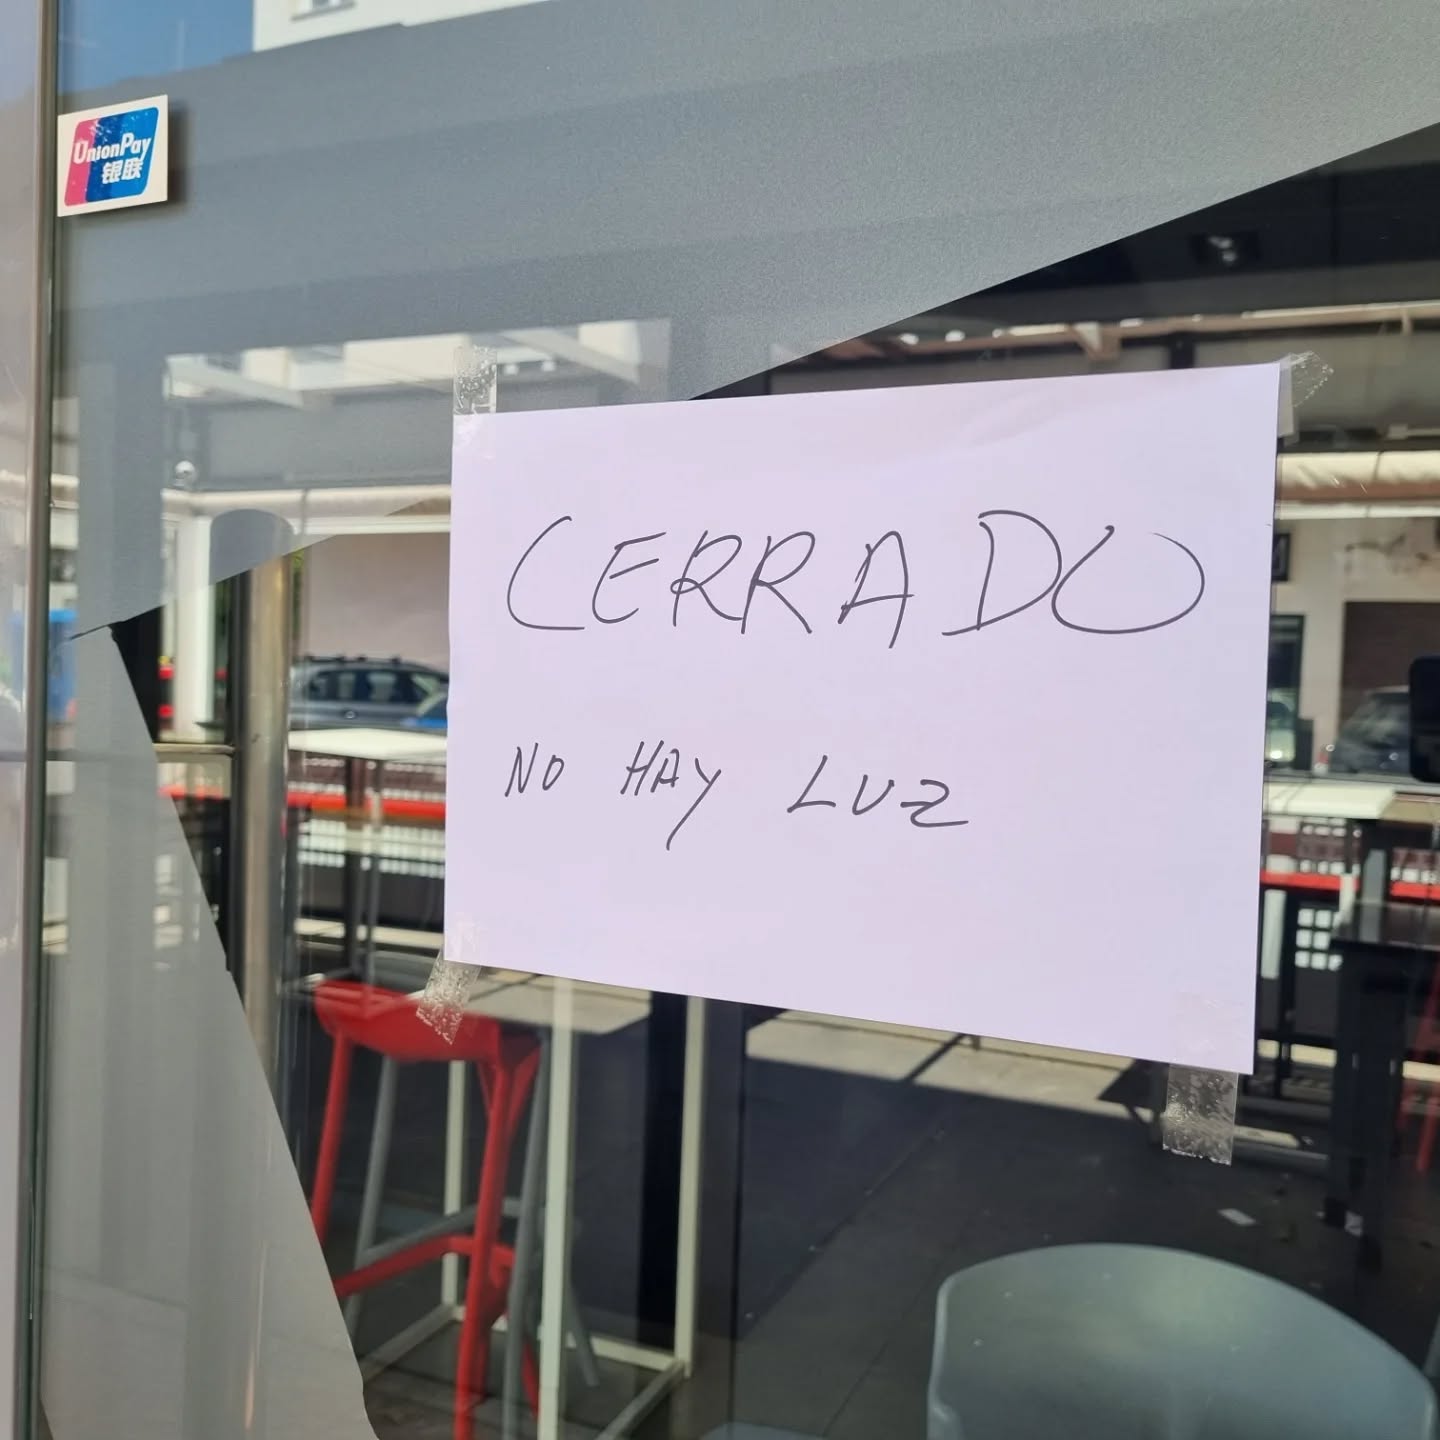 UnionPay
银联
CERRADO
NO HAY LUZ